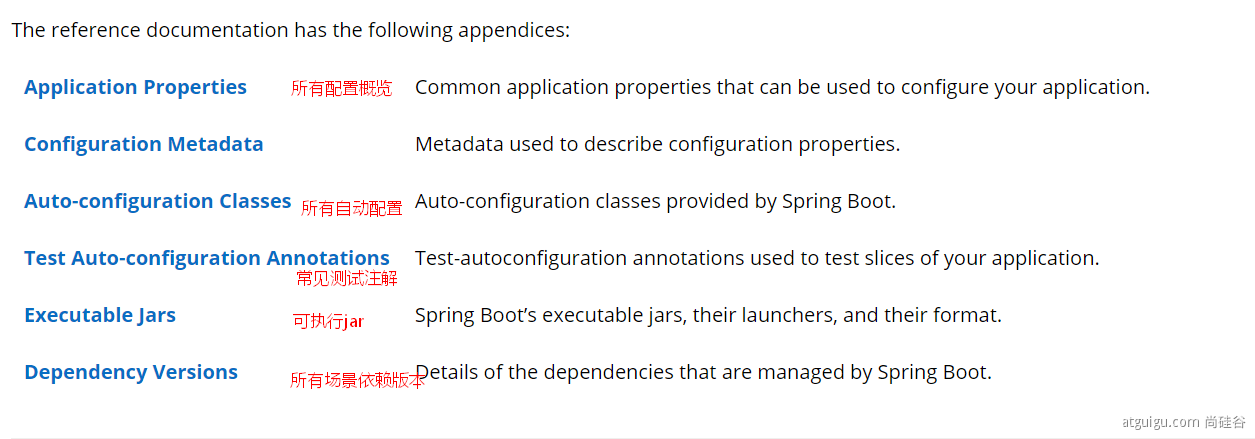 The reference documentation has the following appendices:
Application Properties 所有配置概览 Common application properties that can be used to configure your application.
Configuration Metadata Metadata used to describe configuration properties.
Auto-configuration Classes 所有自动配置 Auto-configuration classes provided by Spring Boot.
Test Auto-configuration Annotations Test-autoconfiguration annotations used to test slices of your application.
常见测试注解
Executable Jars 可执行jar Spring Boot’s executable jars, their launchers, and their format.
Dependency Versions 所有场景依赖版本 Details of the dependencies that are managed by Spring Boot.
atguigu.com 尚硅谷